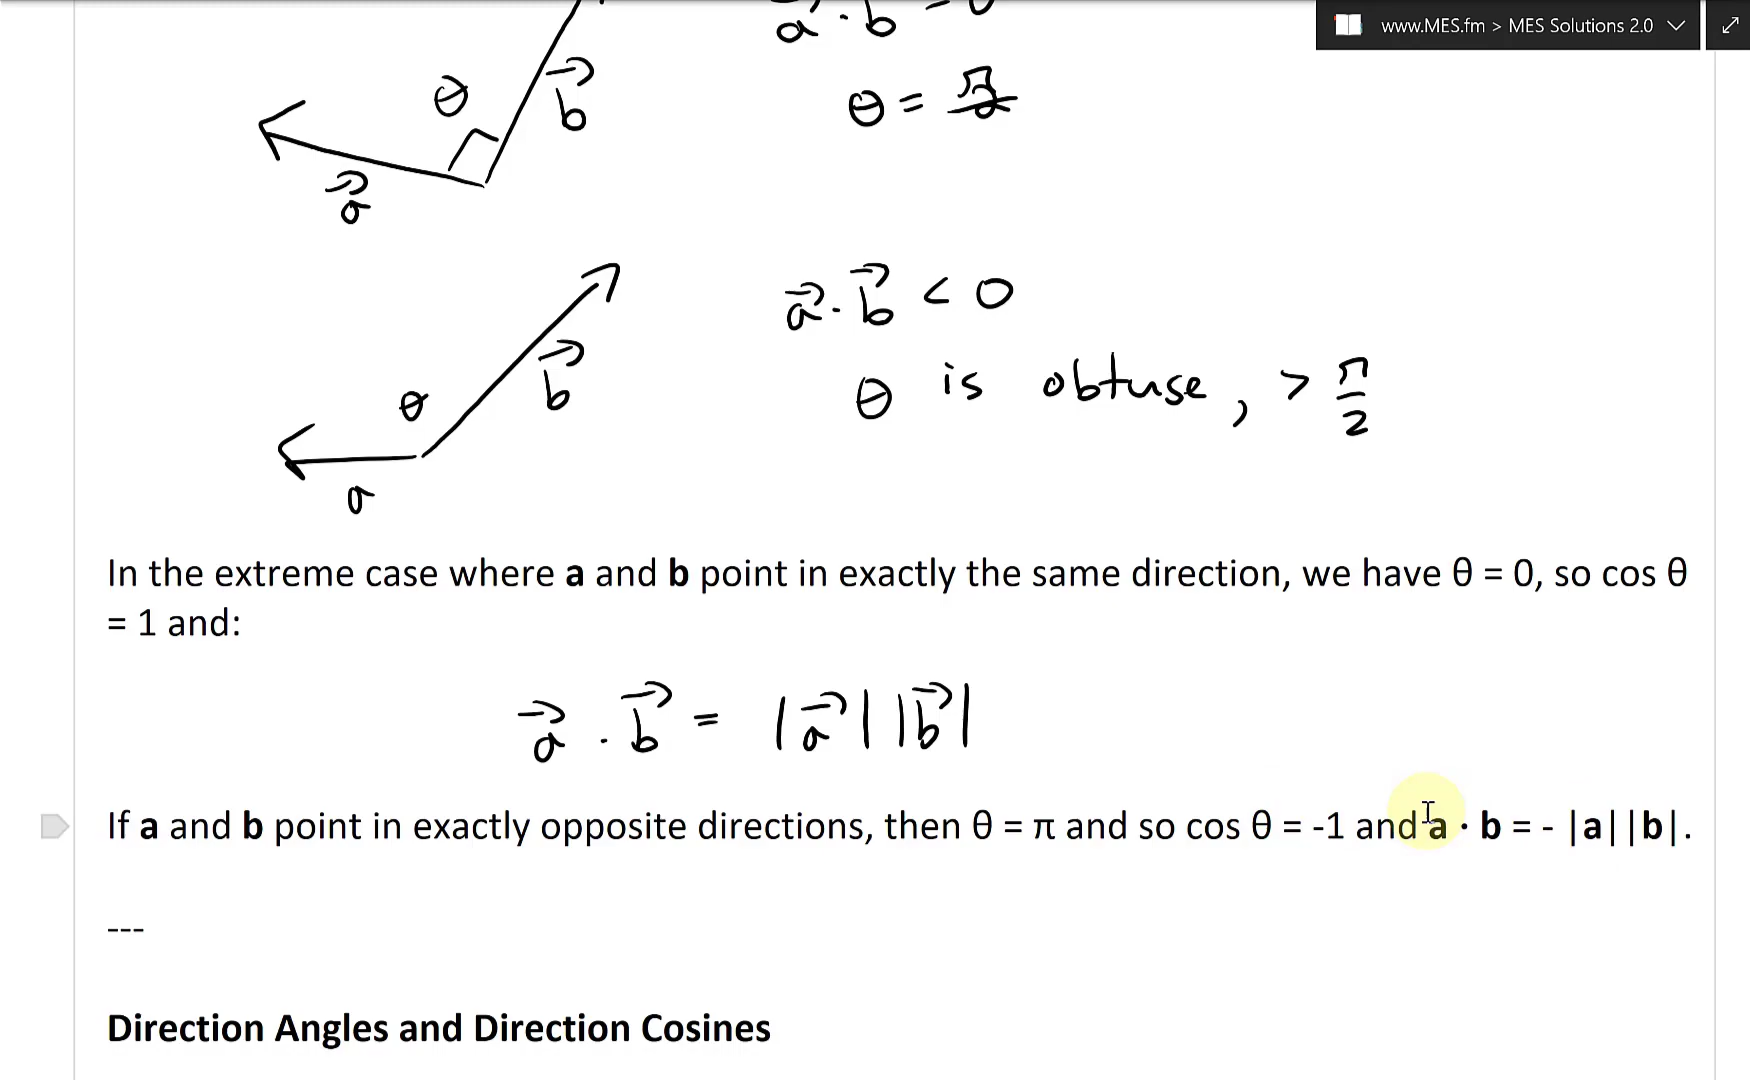 www.MES.fm > MES Solutions 2.0
a⃗ · b⃗ = 0
θ
b⃗
θ = π/2
a⃗
a⃗ · b⃗ < 0
b⃗
θ
θ is obtuse, > π/2
a
In the extreme case where a and b point in exactly the same direction, we have θ = 0, so cos θ
= 1 and:
a⃗ · b⃗ = |a⃗| |b⃗|
If a and b point in exactly opposite directions, then θ = π and so cos θ = -1 and a · b = - |a||b|.
---
Direction Angles and Direction Cosines